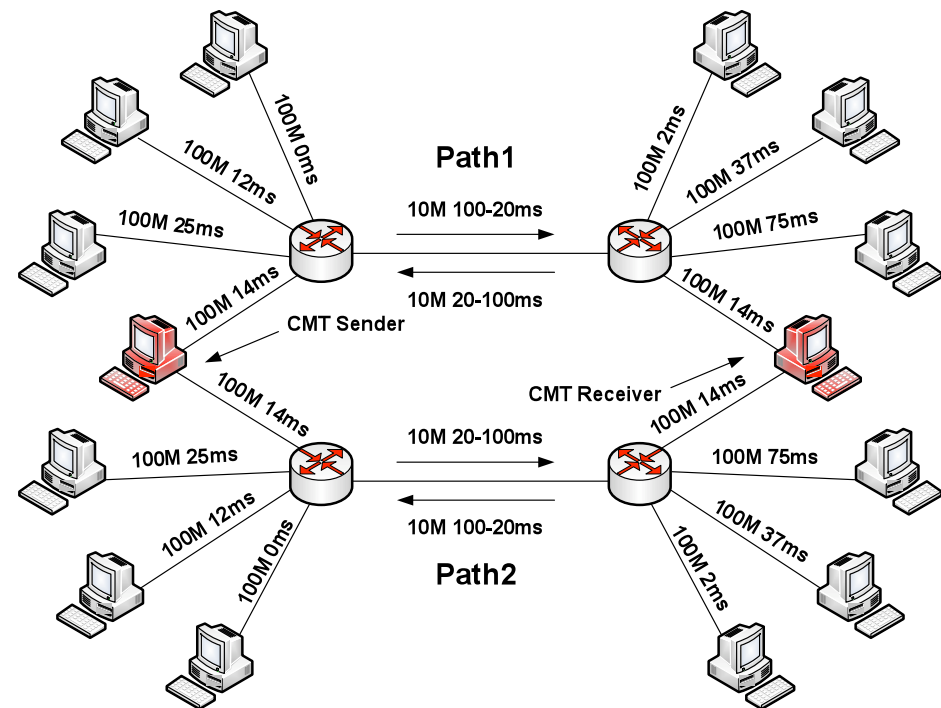 100M 0ms
100M 2ms
100M 12ms
Path1
100M 37ms
100M 25ms
10M 100-20ms
100M 75ms
100M 14ms
10M 20-100ms
100M 14ms
CMT Sender
CMT Receiver
100M 14ms
100M 14ms
100M 25ms
10M 20-100ms
100M 75ms
100M 12ms
10M 100-20ms
100M 37ms
100M 0ms
Path2
100M 2ms